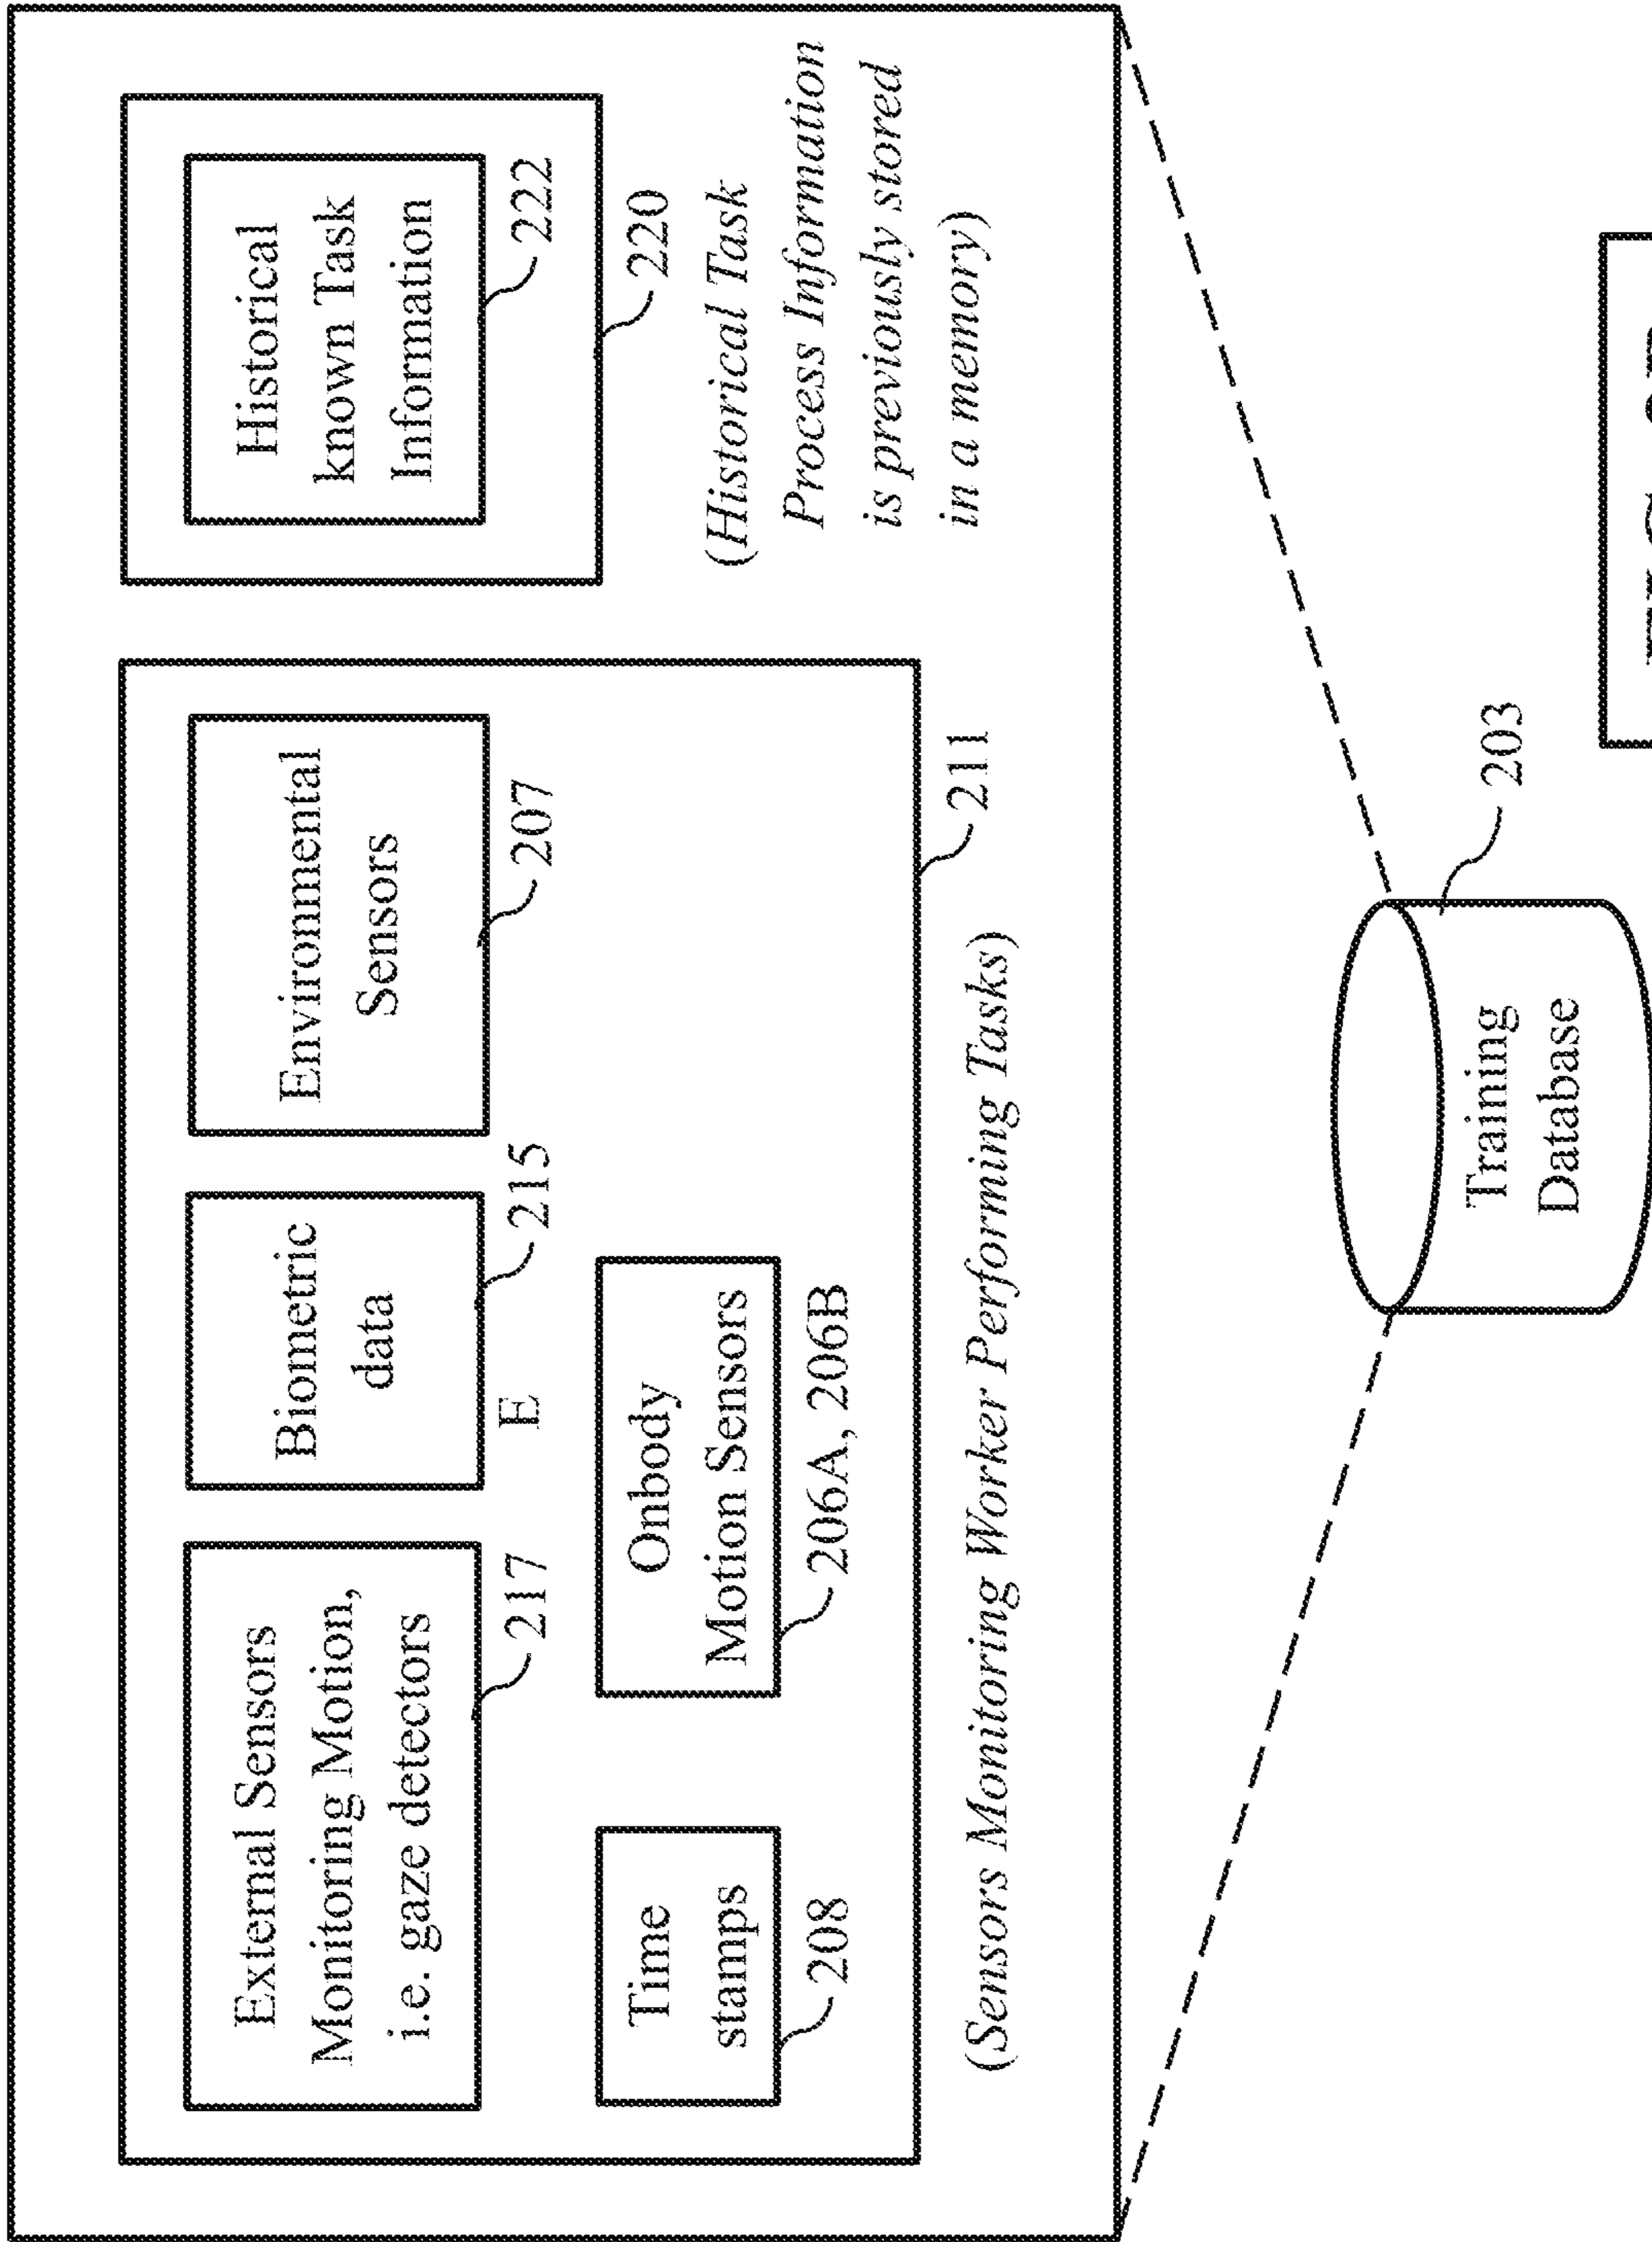 External Sensors
Monitoring Motion,
i.e. gaze detectors
217
Biometric
data
215
E
Environmental
Sensors
207
Time
stamps
208
Onbody
Motion Sensors
206A, 206B
211
(Sensors Monitoring Worker Performing Tasks)
Historical
known Task
Information
222
220
(Historical Task
Process Information
is previously stored
in a memory)
203
Training
Database